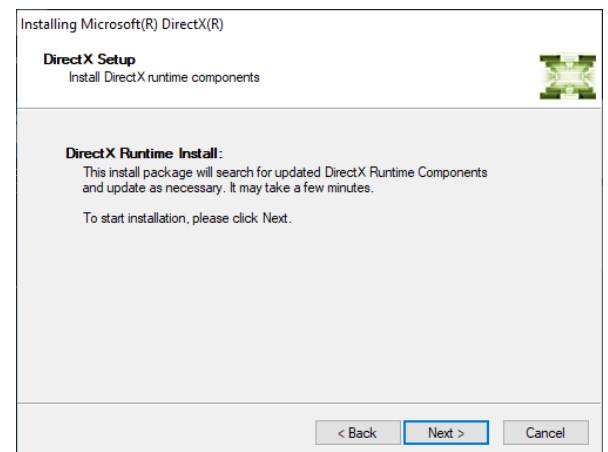 Installing Microsoft(R) DirectX(R)
DirectX Setup
Install DirectX runtime components
DirectX Runtime Install:
This install package will search for updated DirectX Runtime Components
and update as necessary. It may take a few minutes.
To start installation, please click Next.
< Back
Next >
Cancel